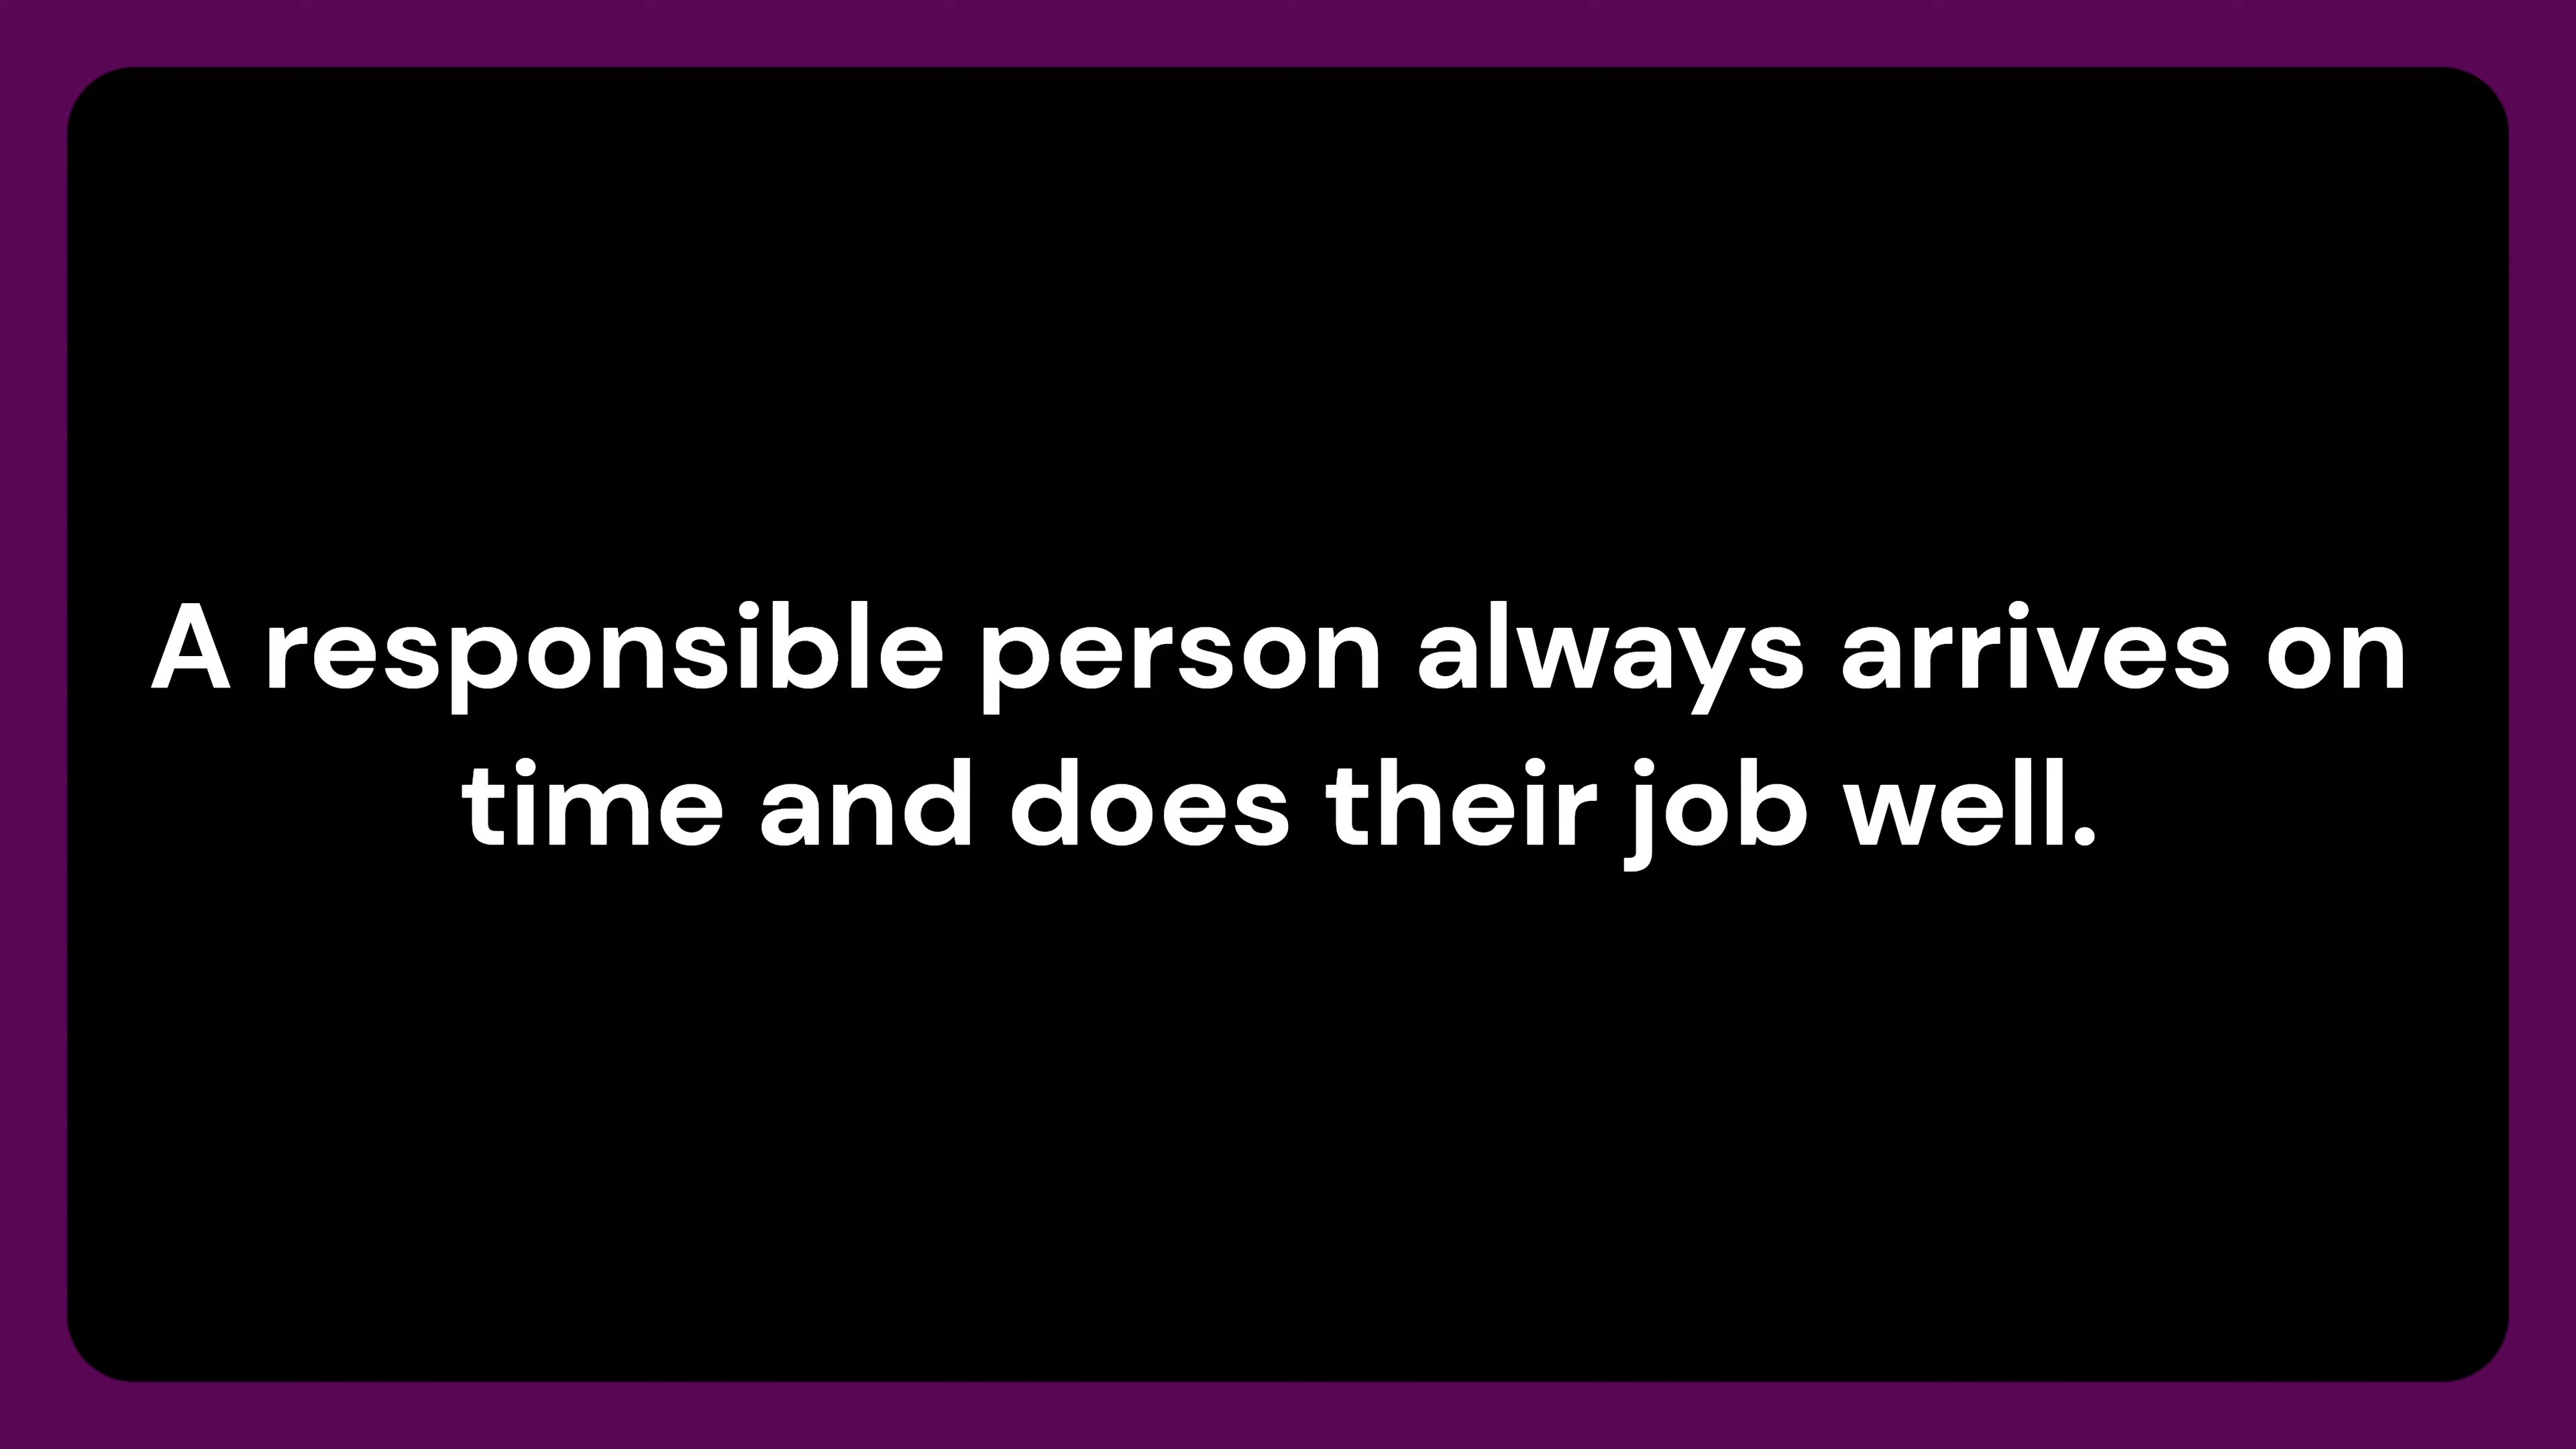 A responsible person always arrives on
time and does their job well.